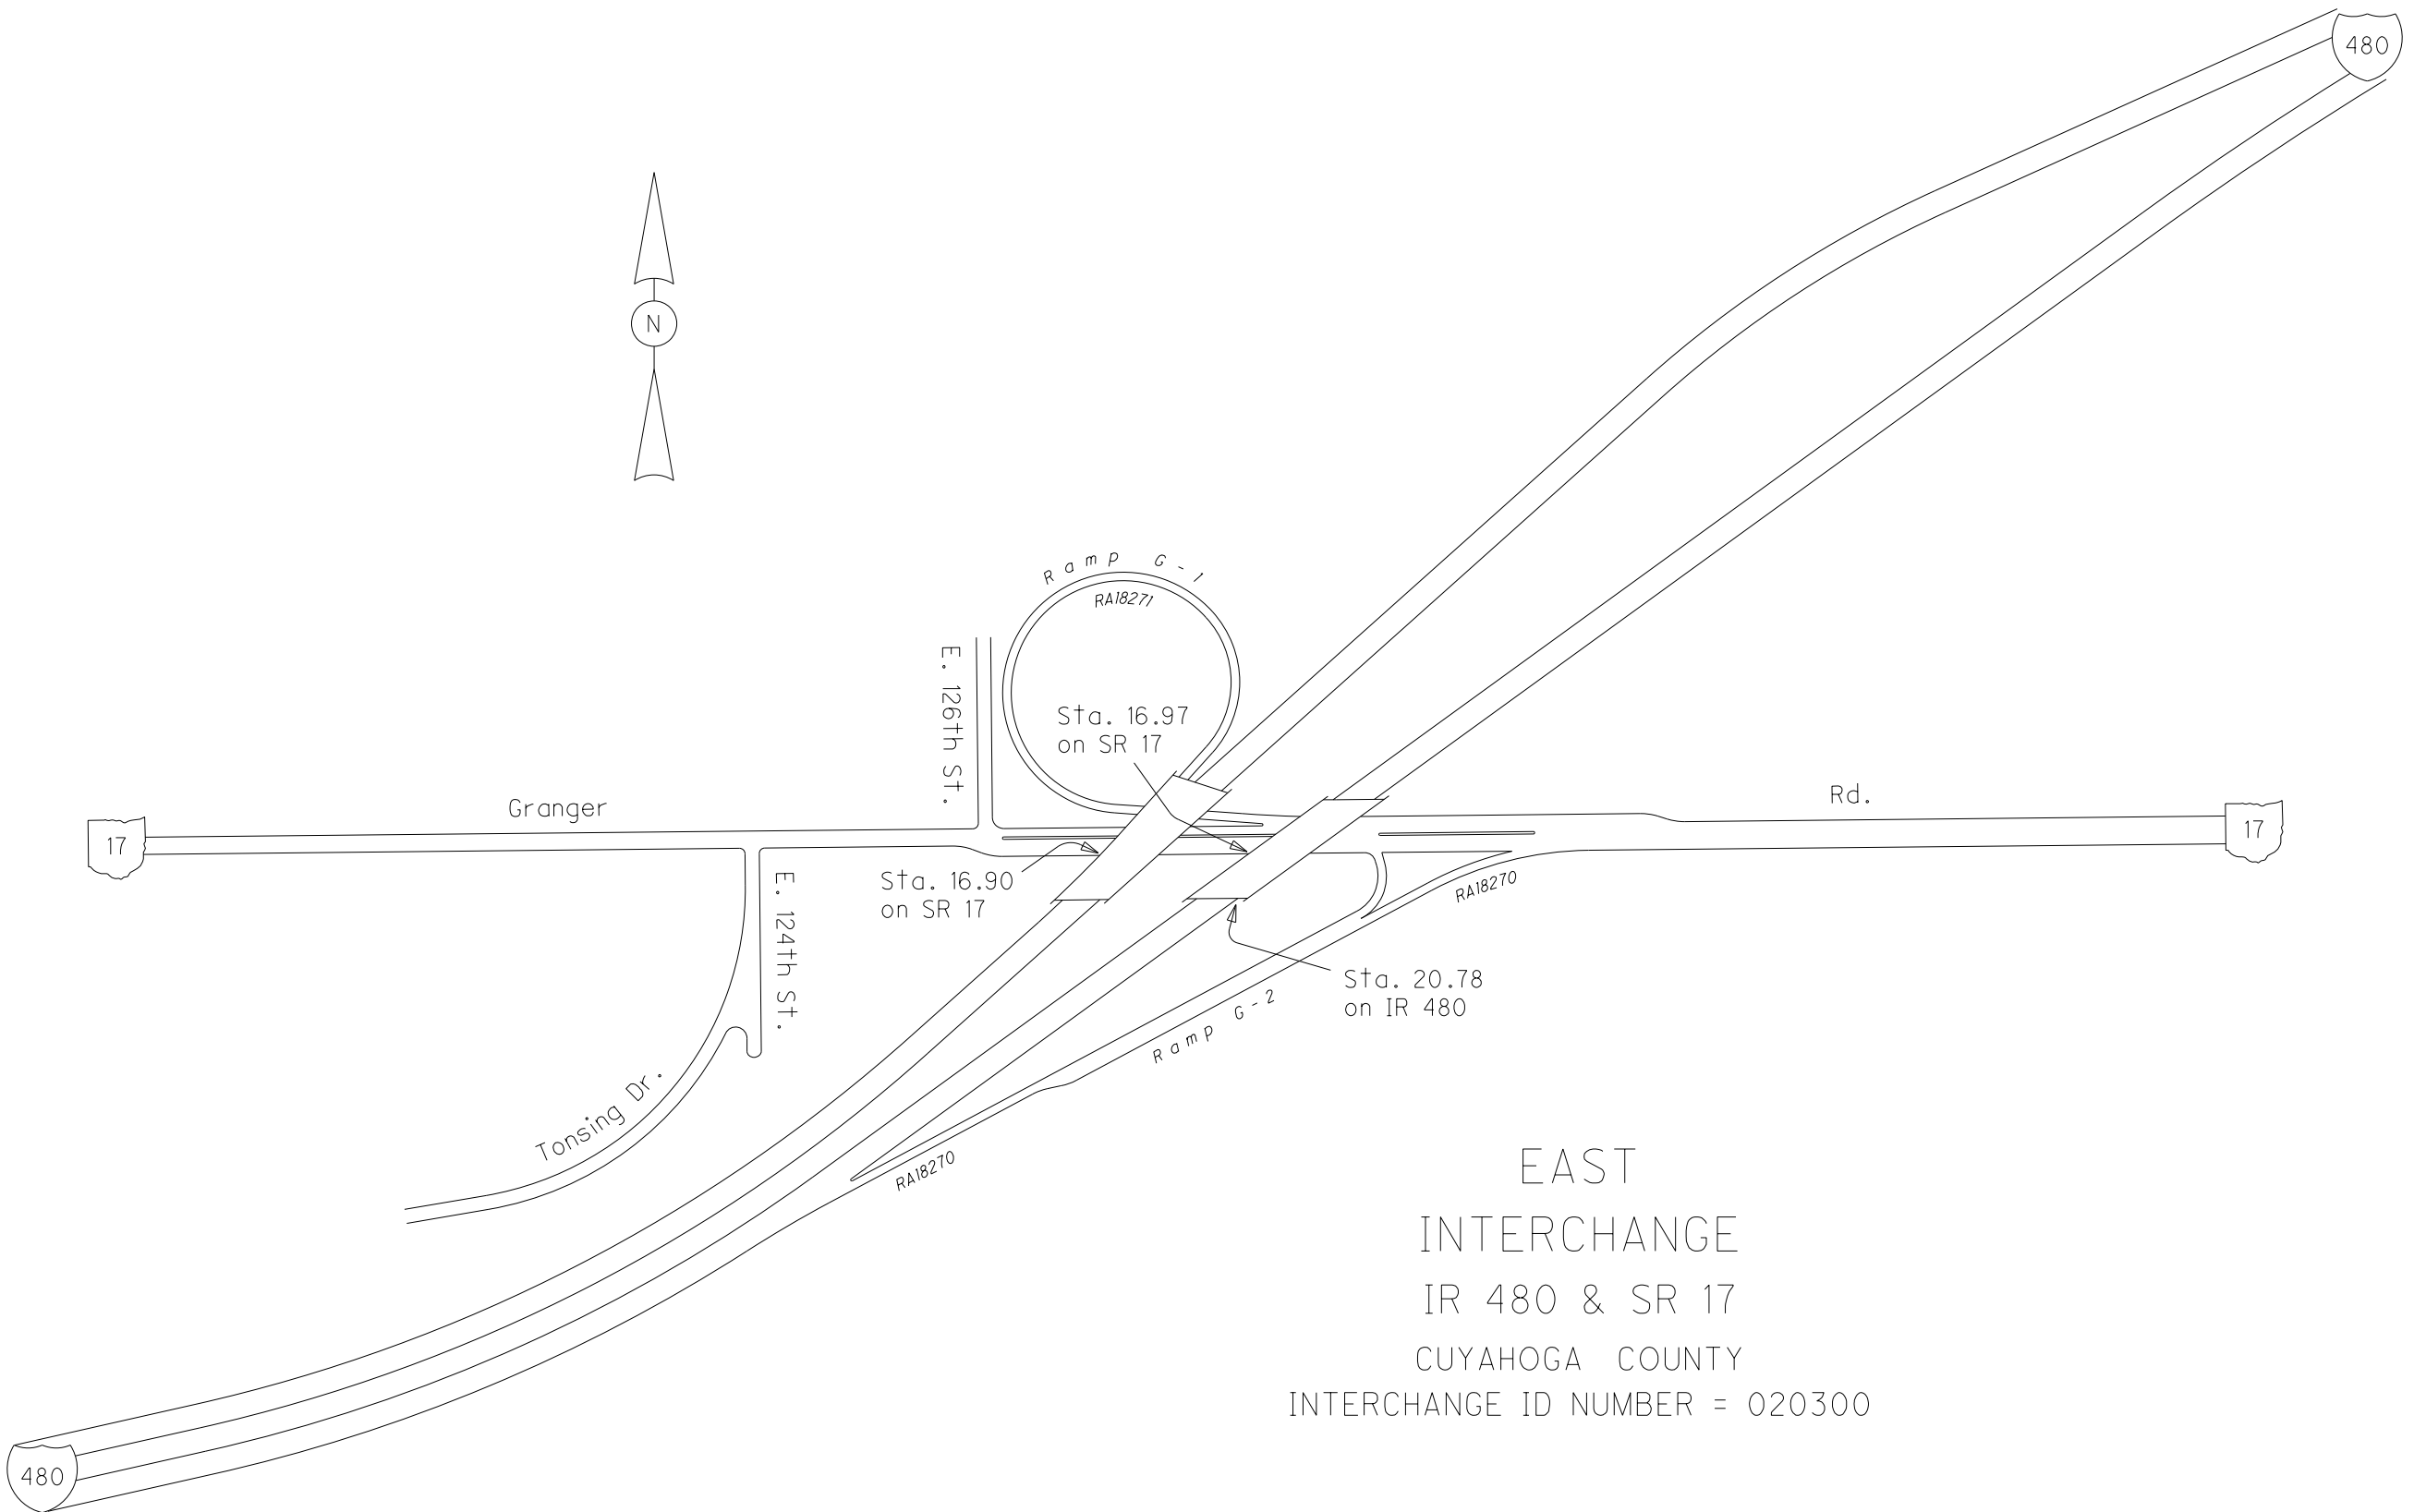 480
N
Ramp G-1
RA18271
E. 126th St.
Sta. 16.97
on SR 17
Granger
Rd.
17
17
Sta. 16.90
on SR 17
E. 124th St.
RA18270
Sta. 20.78
on IR 480
Ramp G-2
Tonsing Dr.
RA18270
EAST
INTERCHANGE
IR 480 & SR 17
CUYAHOGA COUNTY
INTERCHANGE ID NUMBER = 020300
480